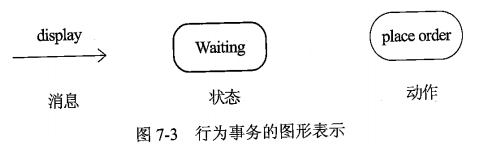 display
Waiting
place order
消息
状态
动作
图 7-3 行为事务的图形表示